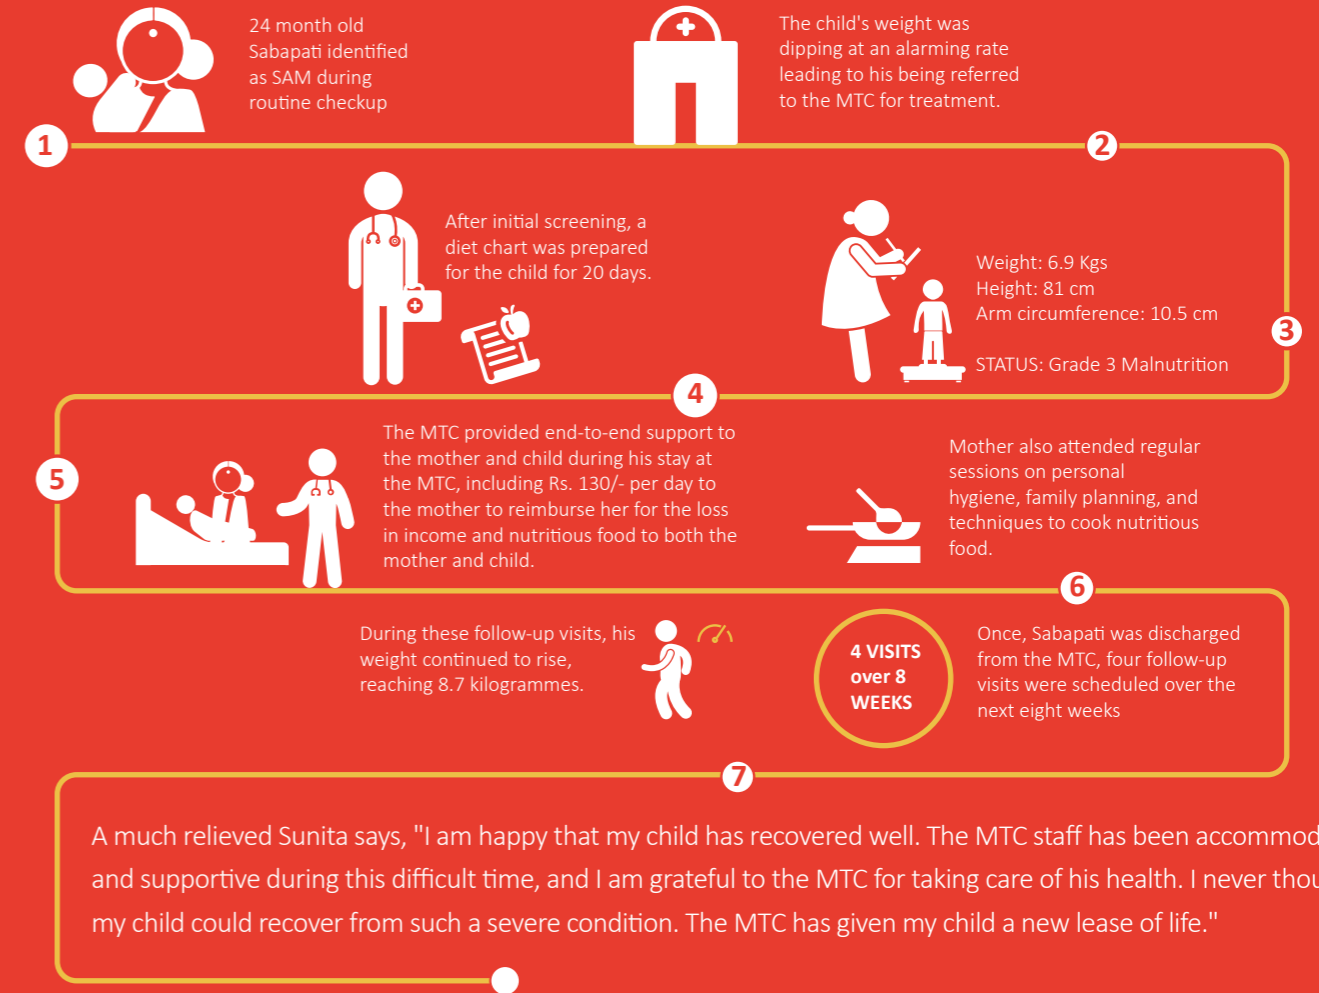 24 month old
Sabapati identified
as SAM during
routine checkup
The child's weight was
dipping at an alarming rate
leading to his being referred
to the MTC for treatment.
1
2
Weight: 6.9 Kgs
Height: 81 cm
Arm circumference: 10.5 cm
STATUS: Grade 3 Malnutrition
3
After initial screening, a
diet chart was prepared
for the child for 20 days.
4
5
The MTC provided end-to-end support to
the mother and child during his stay at
the MTC, including Rs. 130/- per day to
the mother to reimburse her for the loss
in income and nutritious food to both the
mother and child.
Mother also attended regular
sessions on personal
hygiene, family planning, and
techniques to cook nutritious
food.
6
Once, Sabapati was discharged
from the MTC, four follow-up
visits were scheduled over the
next eight weeks
4 VISITS
over 8
WEEKS
During these follow-up visits, his
weight continued to rise,
reaching 8.7 kilogrammes.
7
A much relieved Sunita says, "I am happy that my child has recovered well. The MTC staff has been accommod
and supportive during this difficult time, and I am grateful to the MTC for taking care of his health. I never thou
my child could recover from such a severe condition. The MTC has given my child a new lease of life."